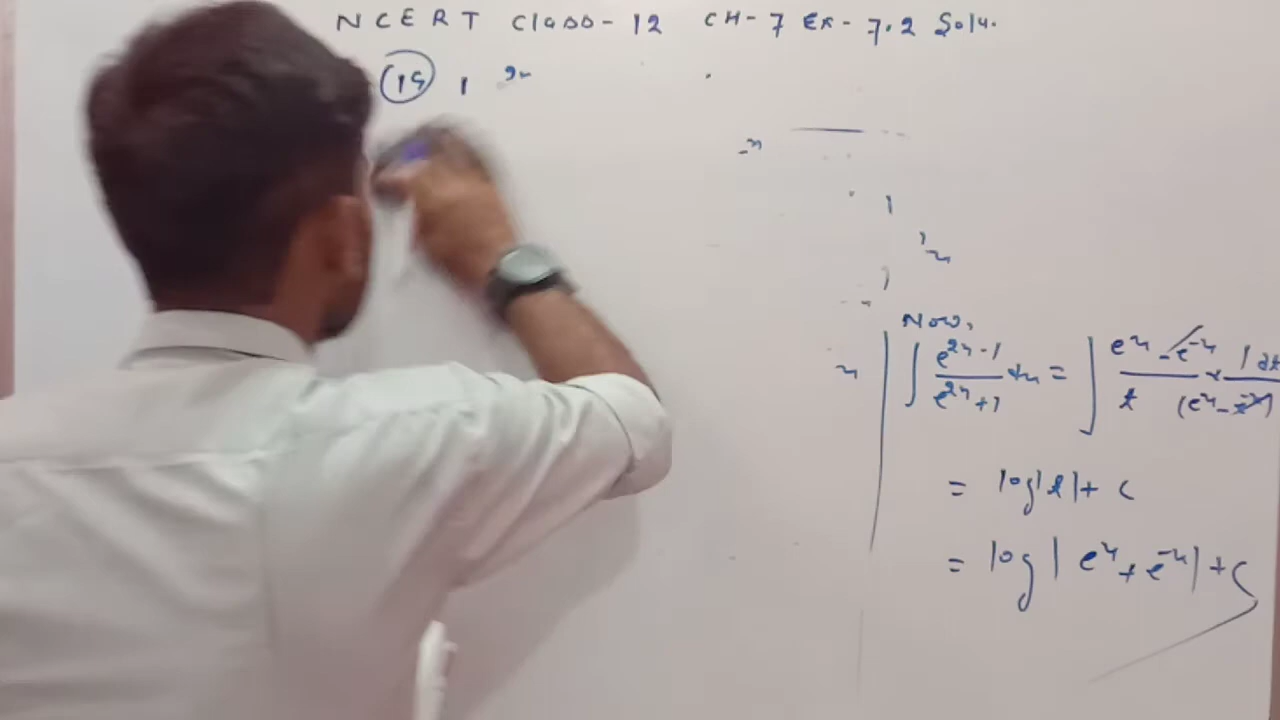 NCERT Class-12 CH-7 Ex-7.2 Soln.
19
Now,
∫ e^2x-1 / e^2x+1 dx = ∫ e^x - e^-x / t × 1 dt / (e^x - e^-x)
= log|t| + c
= log|e^x + e^-x| + c